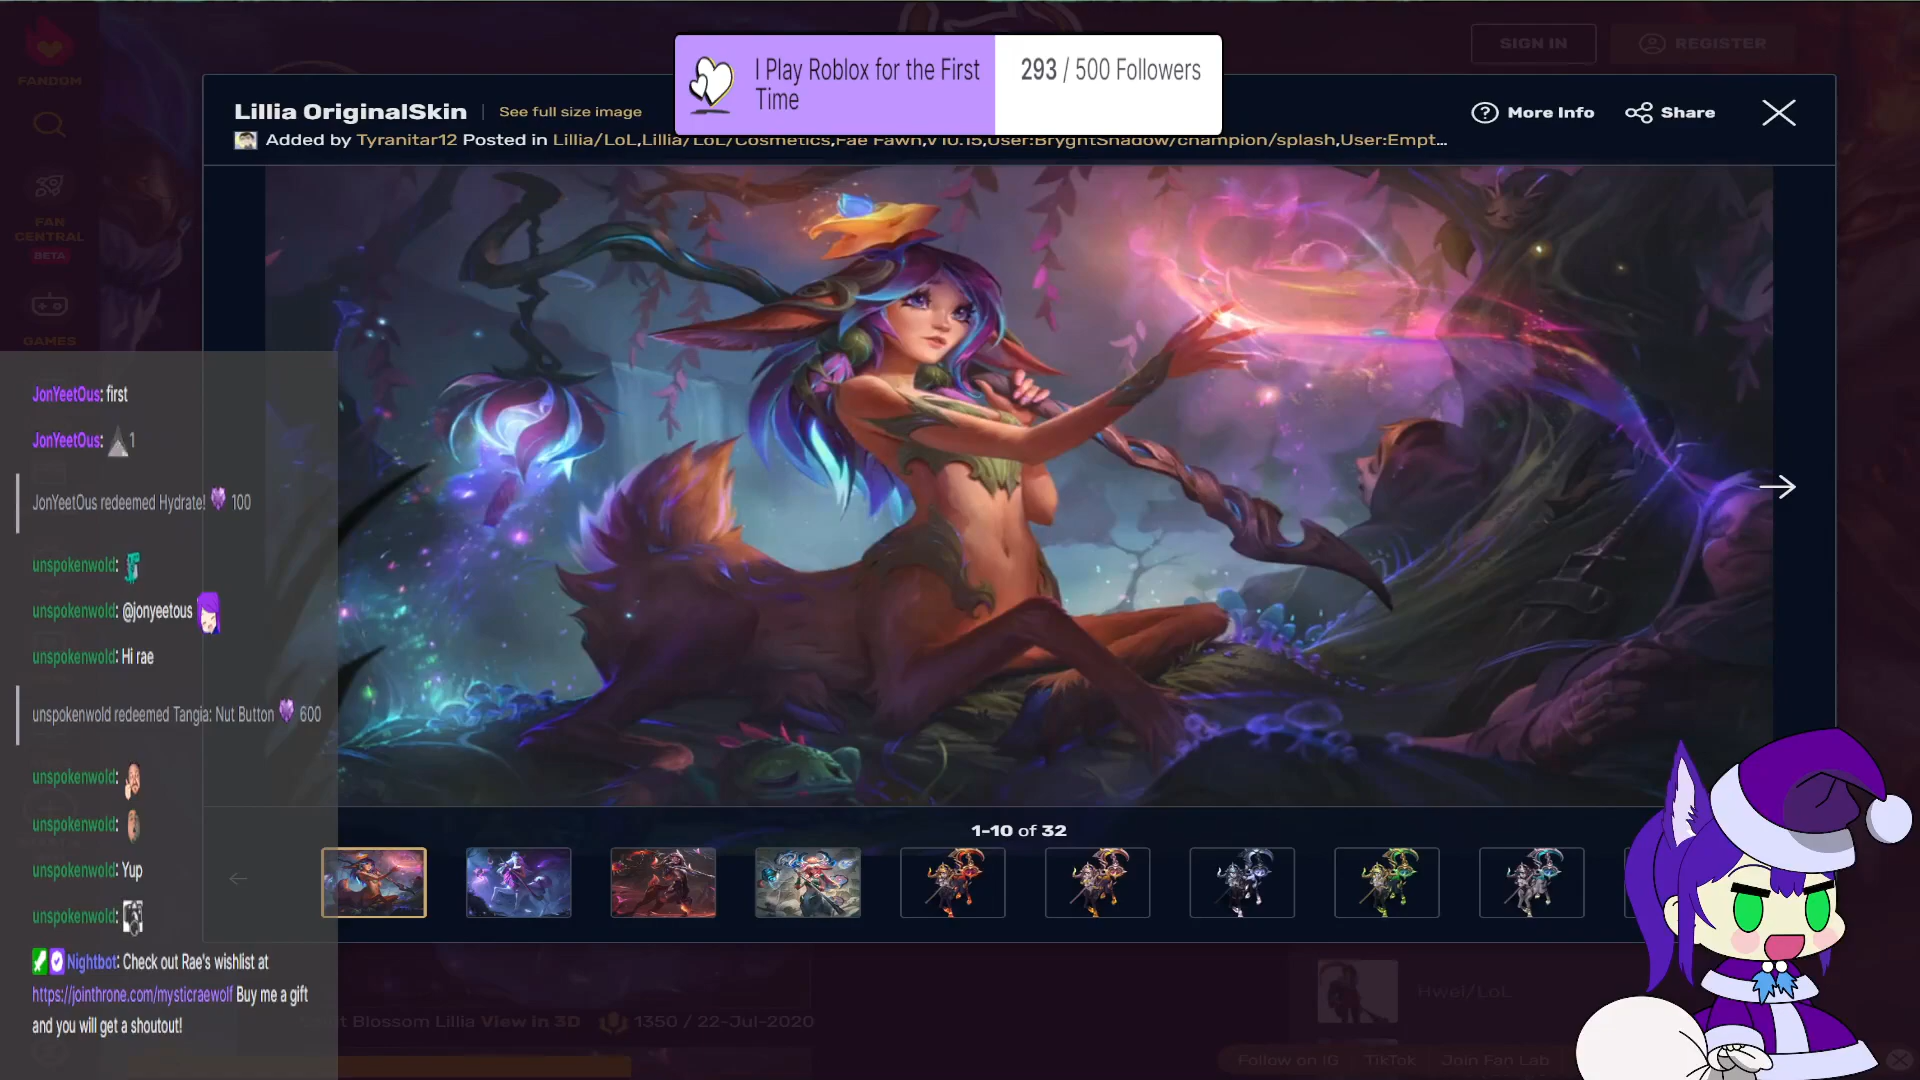 FANDOM
FAN
CENTRAL
BETA
GAMES
SIGN IN
REGISTER
I Play Roblox for the First
Time
293 / 500 Followers
Lillia OriginalSkin
See full size image
More Info
Share
Added by Tyranitar12 Posted in Lillia/LoL,Lillia/LoL/Cosmetics,Fae Fawn,V10.15,User:BryghtShadow/champion/splash,User:Empt...
JonYeetOus: first
JonYeetOus: 1
JonYeetOus redeemed Hydrate! 100
unspokenwold:
unspokenwold: @jonyeetous
unspokenwold: Hi rae
unspokenwold redeemed Tangia: Nut Button 600
unspokenwold:
unspokenwold:
unspokenwold: Yup
unspokenwold:
Nightbot: Check out Rae's wishlist at
https://jointhrone.com/mysticraewolf Buy me a gift
and you will get a shoutout!
1-10 of 32
Blossom Lillia View in 3D
1350 / 22-Jul-2020
Hwei/LoL
Follow on IG
TikTok
Join Fan Lab